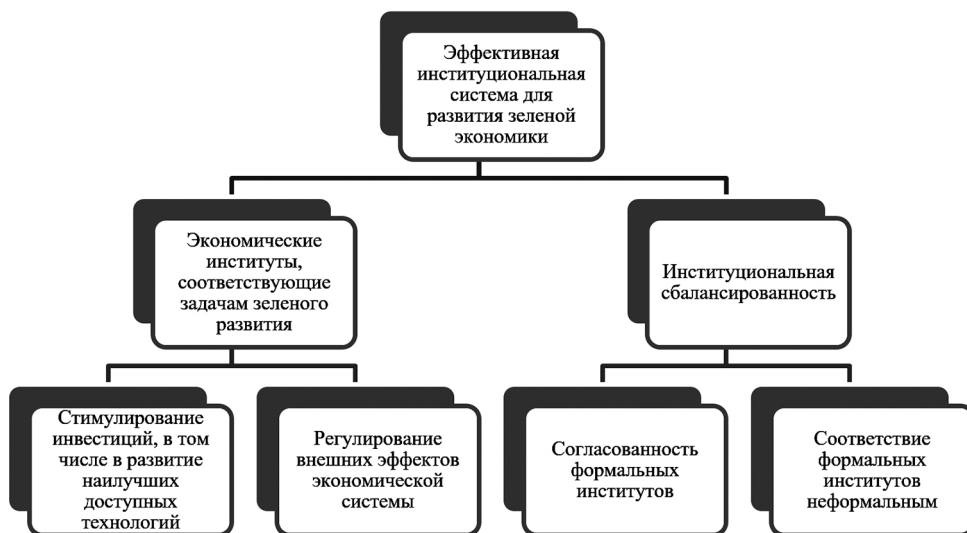 Эффективная
институциональная
система для
развития зеленой
экономики
Экономические
институты,
соответствующие
задачам зеленого
развития
Институциональная
сбалансированность
Стимулирование
инвестиций, в том
числе в развитие
наилучших
доступных
технологий
Регулирование
внешних эффектов
экономической
системы
Согласованность
формальных
институтов
Соответствие
формальных
институтов
неформальным